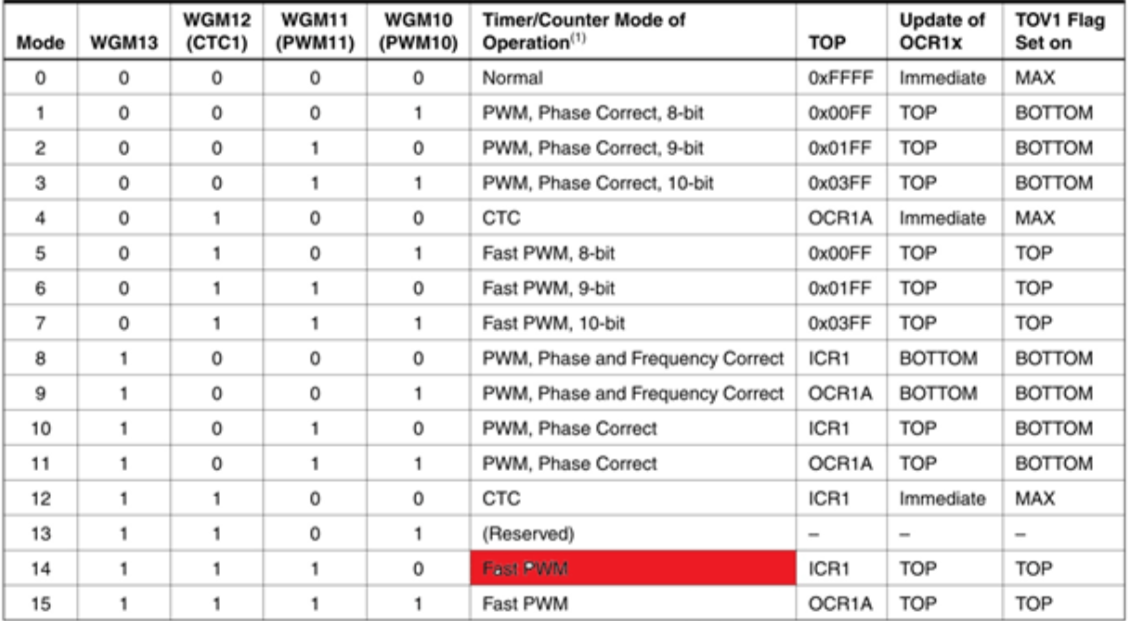 Mode WGM13 WGM12 (CTC1) WGM11 (PWM11) WGM10 (PWM10) Timer/Counter Mode of Operation(1) TOP Update of OCR1x TOV1 Flag Set on
0 0 0 0 0 Normal 0xFFFF Immediate MAX
1 0 0 0 1 PWM, Phase Correct, 8-bit 0x00FF TOP BOTTOM
2 0 0 1 0 PWM, Phase Correct, 9-bit 0x01FF TOP BOTTOM
3 0 0 1 1 PWM, Phase Correct, 10-bit 0x03FF TOP BOTTOM
4 0 1 0 0 CTC OCR1A Immediate MAX
5 0 1 0 1 Fast PWM, 8-bit 0x00FF TOP TOP
6 0 1 1 0 Fast PWM, 9-bit 0x01FF TOP TOP
7 0 1 1 1 Fast PWM, 10-bit 0x03FF TOP TOP
8 1 0 0 0 PWM, Phase and Frequency Correct ICR1 BOTTOM BOTTOM
9 1 0 0 1 PWM, Phase and Frequency Correct OCR1A BOTTOM BOTTOM
10 1 0 1 0 PWM, Phase Correct ICR1 TOP BOTTOM
11 1 0 1 1 PWM, Phase Correct OCR1A TOP BOTTOM
12 1 1 0 0 CTC ICR1 Immediate MAX
13 1 1 0 1 (Reserved) – – –
14 1 1 1 0 Fast PWM ICR1 TOP TOP
15 1 1 1 1 Fast PWM OCR1A TOP TOP